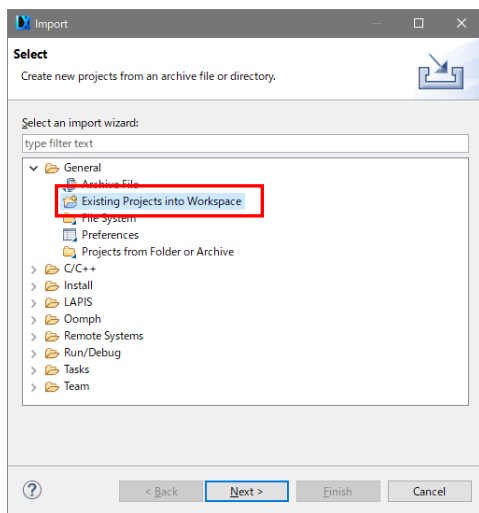 Import
Select
Create new projects from an archive file or directory.
Select an import wizard:
type filter text
General
Archive File
Existing Projects into Workspace
File System
Preferences
Projects from Folder or Archive
C/C++
Install
LAPIS
Oomph
Remote Systems
Run/Debug
Tasks
Team
? < Back Next > Finish Cancel